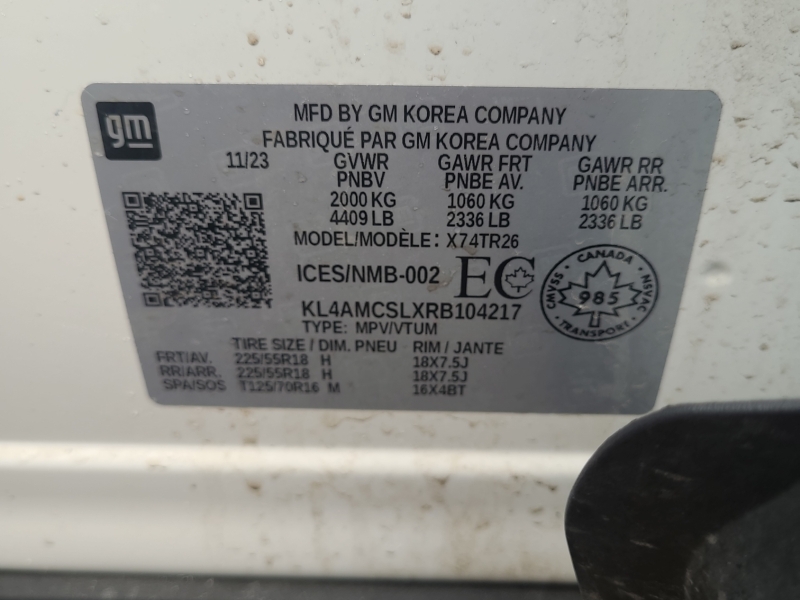 gm
MFD BY GM KOREA COMPANY
FABRIQUÉ PAR GM KOREA COMPANY
11/23 GVWR GAWR FRT GAWR RR
PNBV PNBE AV. PNBE ARR.
2000 KG 1060 KG 1060 KG
4409 LB 2336 LB 2336 LB
MODEL/MODÈLE: X74TR26
ICES/NMB-002 EC
CANADA
CMVSS 985 NSVAC
TRANSPORT
KL4AMCSLXRB104217
TYPE: MPV/VTUM
TIRE SIZE / DIM. PNEU RIM / JANTE
FRT/AV. 225/55R18 H 18X7.5J
RR/ARR. 225/55R18 H 18X7.5J
SPA/SOS T125/70R16 M 16X4BT